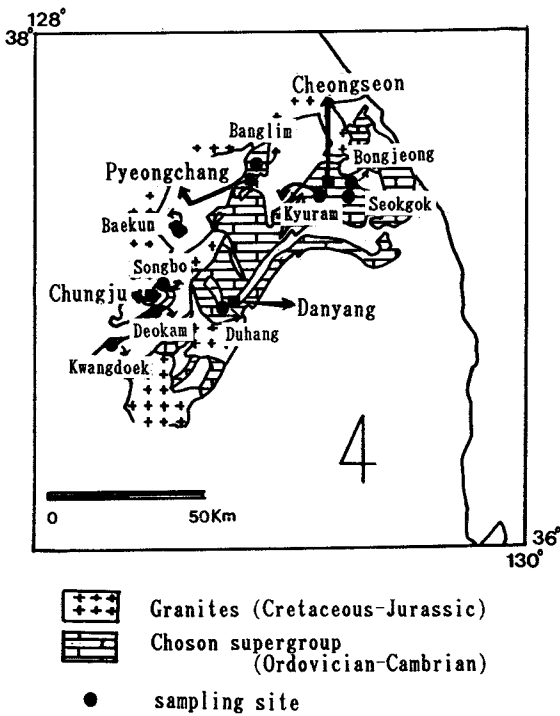 128°
38°
Cheongseon
Banglim
Bongjeong
Pyeongchang
Kyuram
Seokgok
Baekun
Songbo
Chungju
Danyang
Deokam
Duhang
Kwangdoek
0 50Km
36°
130°
Granites (Cretaceous-Jurassic)
Choson supergroup
(Ordovician-Cambrian)
sampling site